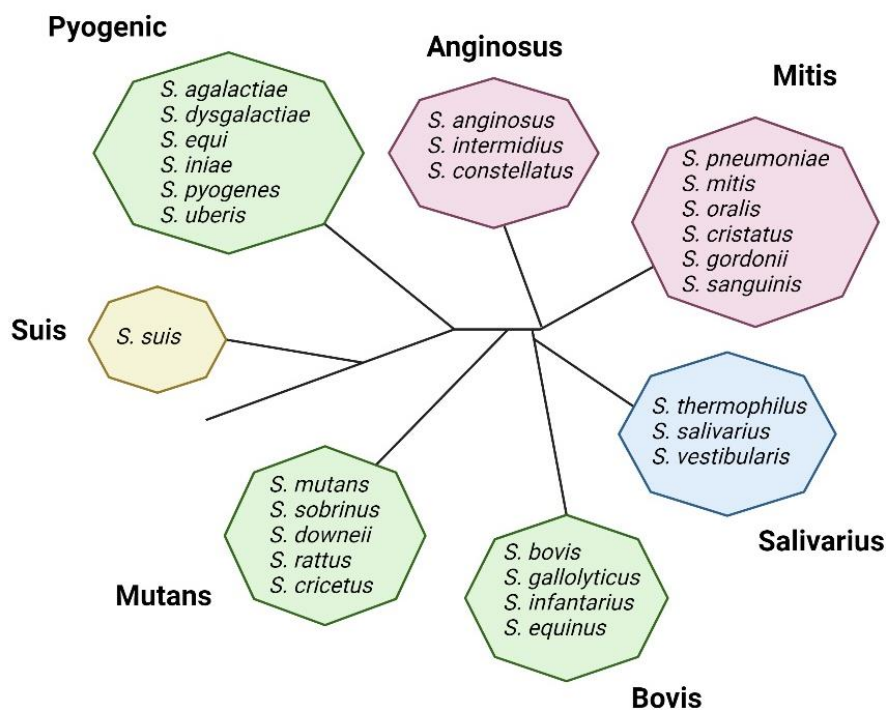 Pyogenic
S. agalactiae
S. dysgalactiae
S. equi
S. iniae
S. pyogenes
S. uberis
Anginosus
S. anginosus
S. intermidius
S. constellatus
Mitis
S. pneumoniae
S. mitis
S. oralis
S. cristatus
S. gordonii
S. sanguinis
Suis
S. suis
S. thermophilus
S. salivarius
S. vestibularis
Salivarius
S. mutans
S. sobrinus
S. downeii
S. rattus
S. cricetus
Mutans
S. bovis
S. gallolyticus
S. infantarius
S. equinus
Bovis